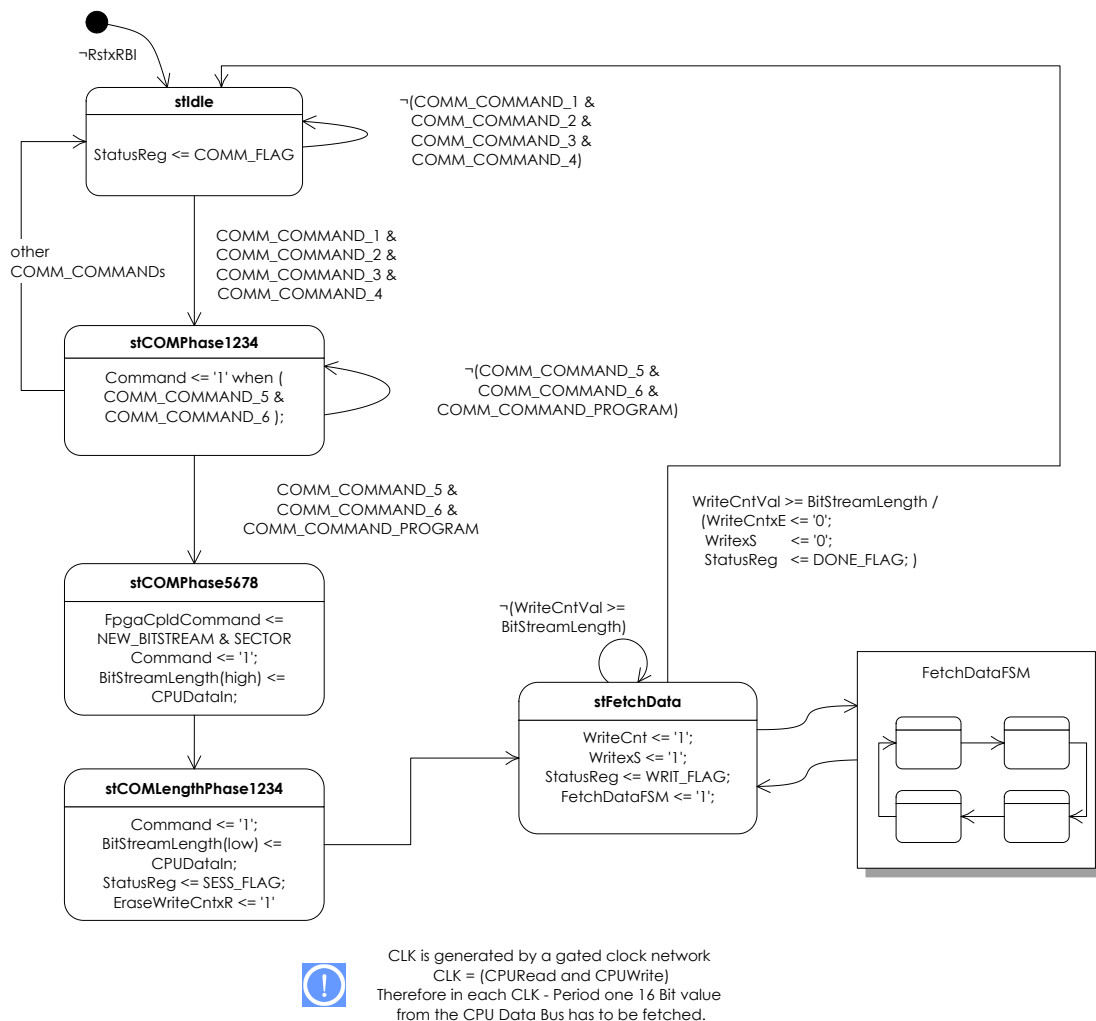 ¬RstxRBI
stIdle
StatusReg <= COMM_FLAG
¬(COMM_COMMAND_1 &
COMM_COMMAND_2 &
COMM_COMMAND_3 &
COMM_COMMAND_4)
other
COMM_COMMANDs
COMM_COMMAND_1 &
COMM_COMMAND_2 &
COMM_COMMAND_3 &
COMM_COMMAND_4
stCOMPhase1234
Command <= '1' when (
COMM_COMMAND_5 &
COMM_COMMAND_6 );
¬(COMM_COMMAND_5 &
COMM_COMMAND_6 &
COMM_COMMAND_PROGRAM)
COMM_COMMAND_5 &
COMM_COMMAND_6 &
COMM_COMMAND_PROGRAM
WriteCntVal >= BitStreamLength /
(WriteCntxE <= '0';
WritexS <= '0';
StatusReg <= DONE_FLAG; )
stCOMPhase5678
FpgaCpldCommand <=
NEW_BITSTREAM & SECTOR
Command <= '1';
BitStreamLength(high) <=
CPUDataIn;
¬(WriteCntVal >=
BitStreamLength)
stFetchData
WriteCnt <= '1';
WritexS <= '1';
StatusReg <= WRIT_FLAG;
FetchDataFSM <= '1';
FetchDataFSM
stCOMLengthPhase1234
Command <= '1';
BitStreamLength(low) <=
CPUDataIn;
StatusReg <= SESS_FLAG;
EraseWriteCntxR <= '1'
CLK is generated by a gated clock network
CLK = (CPURead and CPUWrite)
Therefore in each CLK - Period one 16 Bit value
from the CPU Data Bus has to be fetched.